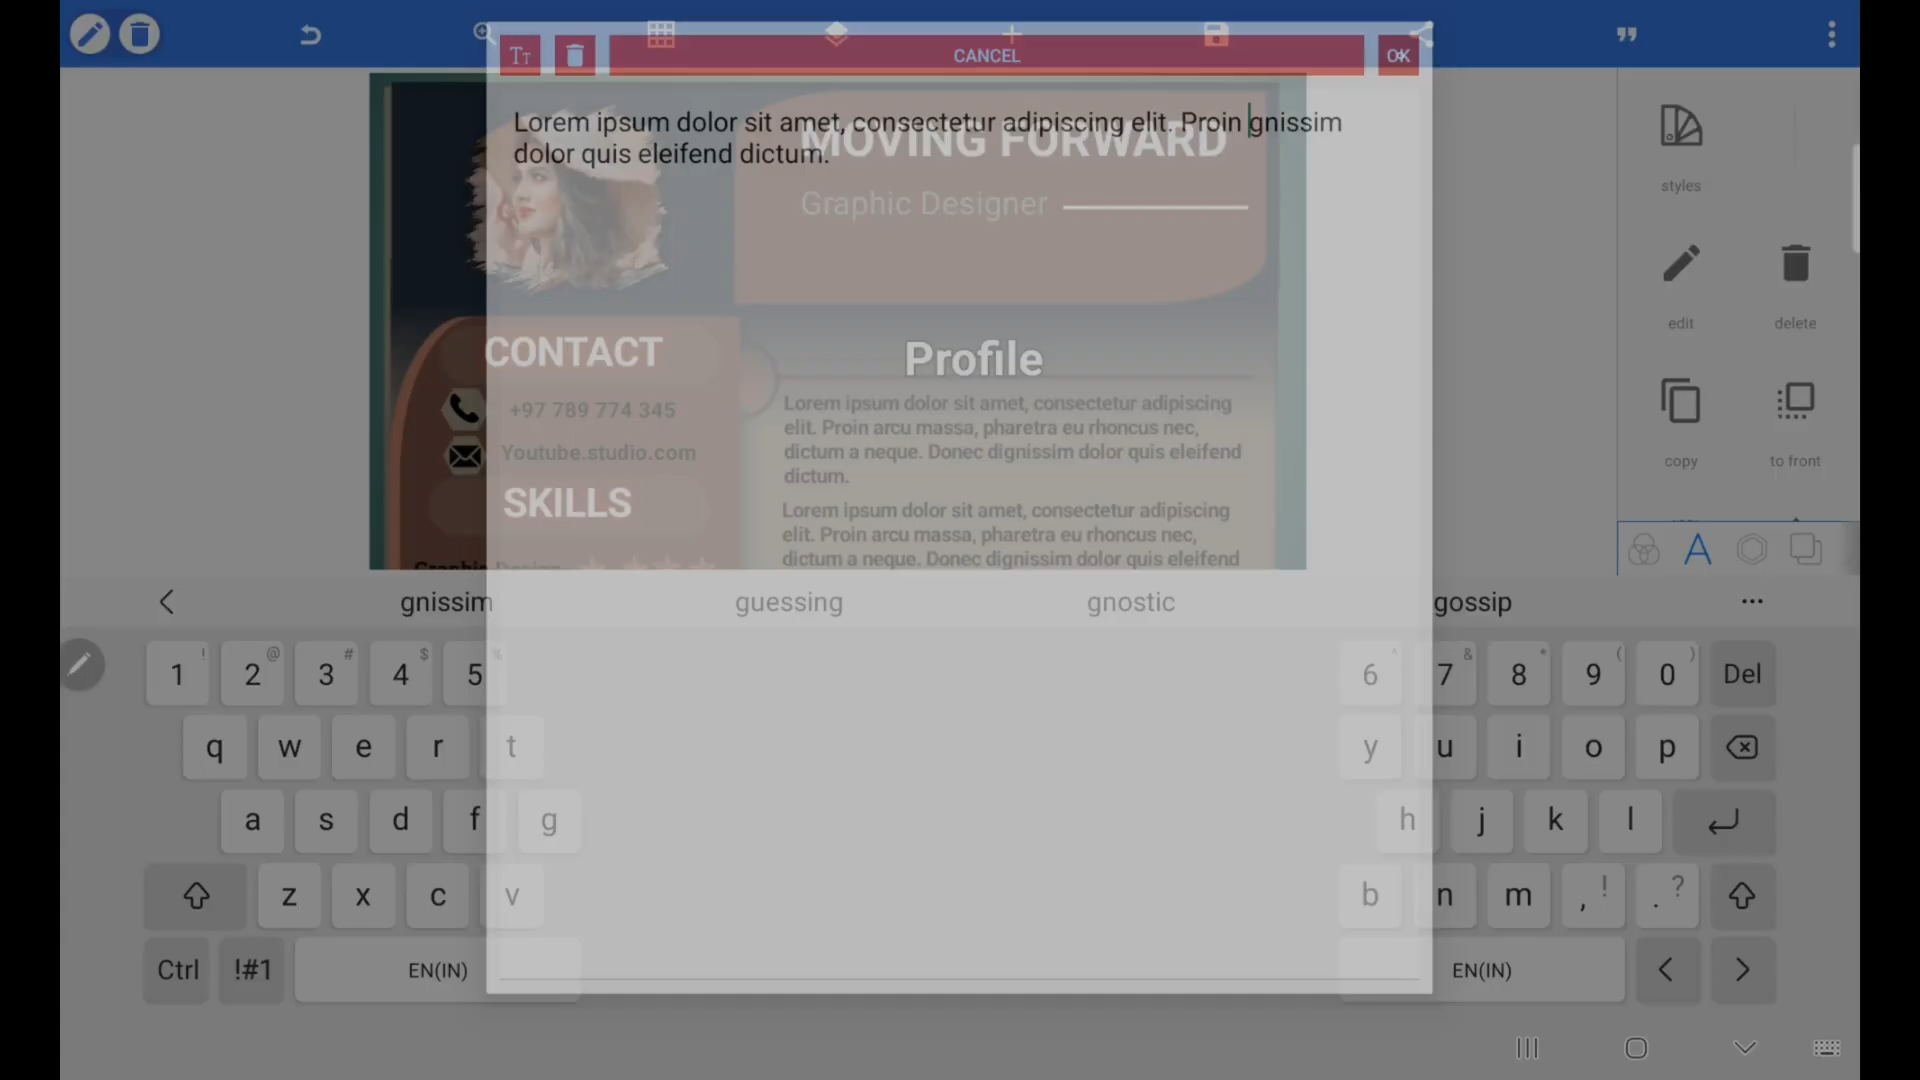 Tт
CANCEL
OK
Lorem ipsum dolor sit amet, consectetur adipiscing elit. Proin gnissim
dolor quis eleifend dictum.
MOVING FORWARD
Graphic Designer
styles
edit
delete
copy
to front
CONTACT
+97 789 774 345
Youtube.studio.com
SKILLS
Graphic Design
Profile
Lorem ipsum dolor sit amet, consectetur adipiscing
elit. Proin arcu massa, pharetra eu rhoncus nec,
dictum a neque. Donec dignissim dolor quis eleifend
dictum.
Lorem ipsum dolor sit amet, consectetur adipiscing
elit. Proin arcu massa, pharetra eu rhoncus nec,
dictum a neque. Donec dignissim dolor quis eleifend
A
gnissim guessing gnostic gossip ...
1 ! 2 @ 3 # 4 $ 5 % 6 ^ 7 & 8 * 9 ( 0 ) Del
q w e r t y u i o p
a s d f g h j k l
z x c v b n m , ! . ?
Ctrl !#1 EN(IN) EN(IN) < >